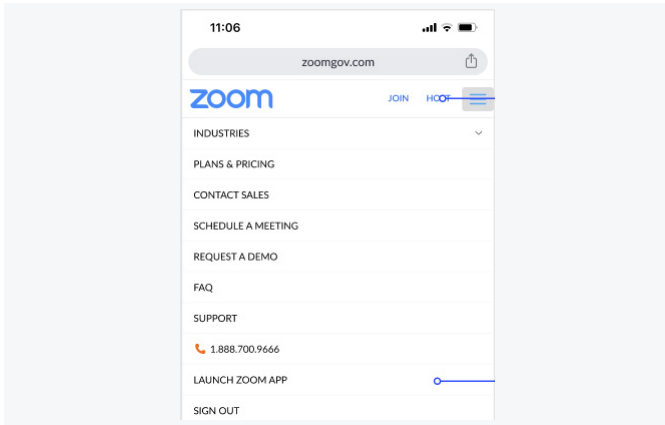 11:06
zoomgov.com
zoom JOIN HOST
INDUSTRIES
PLANS & PRICING
CONTACT SALES
SCHEDULE A MEETING
REQUEST A DEMO
FAQ
SUPPORT
1.888.700.9666
LAUNCH ZOOM APP
SIGN OUT